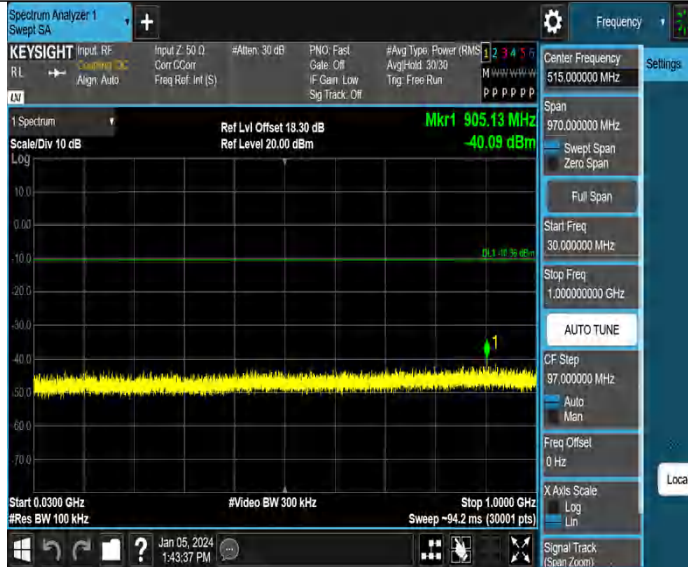 Spectrum Analyzer 1
Swept SA
+
Frequency
KEYSIGHT
RL
Input: RF
Coupling: DC
Align: Auto
Input Z: 50 Ω
Corr CCorr
Freq Ref: Int (S)
#Atten: 30 dB
PNO: Fast
Gate: Off
IF Gain: Low
Sig Track: Off
#Avg Type: Power (RMS
Avg|Hold: 30/30
Trig: Free Run
1 2 3 4 5 6
M W W W W W
P P P P P P
1 Spectrum
Scale/Div 10 dB
Log
Ref Lvl Offset 18.30 dB
Ref Level 20.00 dBm
Mkr1 905.13 MHz
-40.09 dBm
10.0
0.00
-10.0
-20.0
-30.0
-40.0
-50.0
-60.0
-70.0
1
Start 0.0300 GHz
#Res BW 100 kHz
#Video BW 300 kHz
Stop 1.0000 GHz
Sweep ~94.2 ms (30001 pts)
?
Jan 05, 2024
1:43:37 PM
Center Frequency
515.000000 MHz
Settings
Span
970.000000 MHz
Swept Span
Zero Span
Full Span
Start Freq
30.000000 MHz
Stop Freq
1.000000000 GHz
AUTO TUNE
CF Step
97.000000 MHz
Auto
Man
Freq Offset
0 Hz
X Axis Scale
Log
Lin
Local
Signal Track
(Span Zoom)